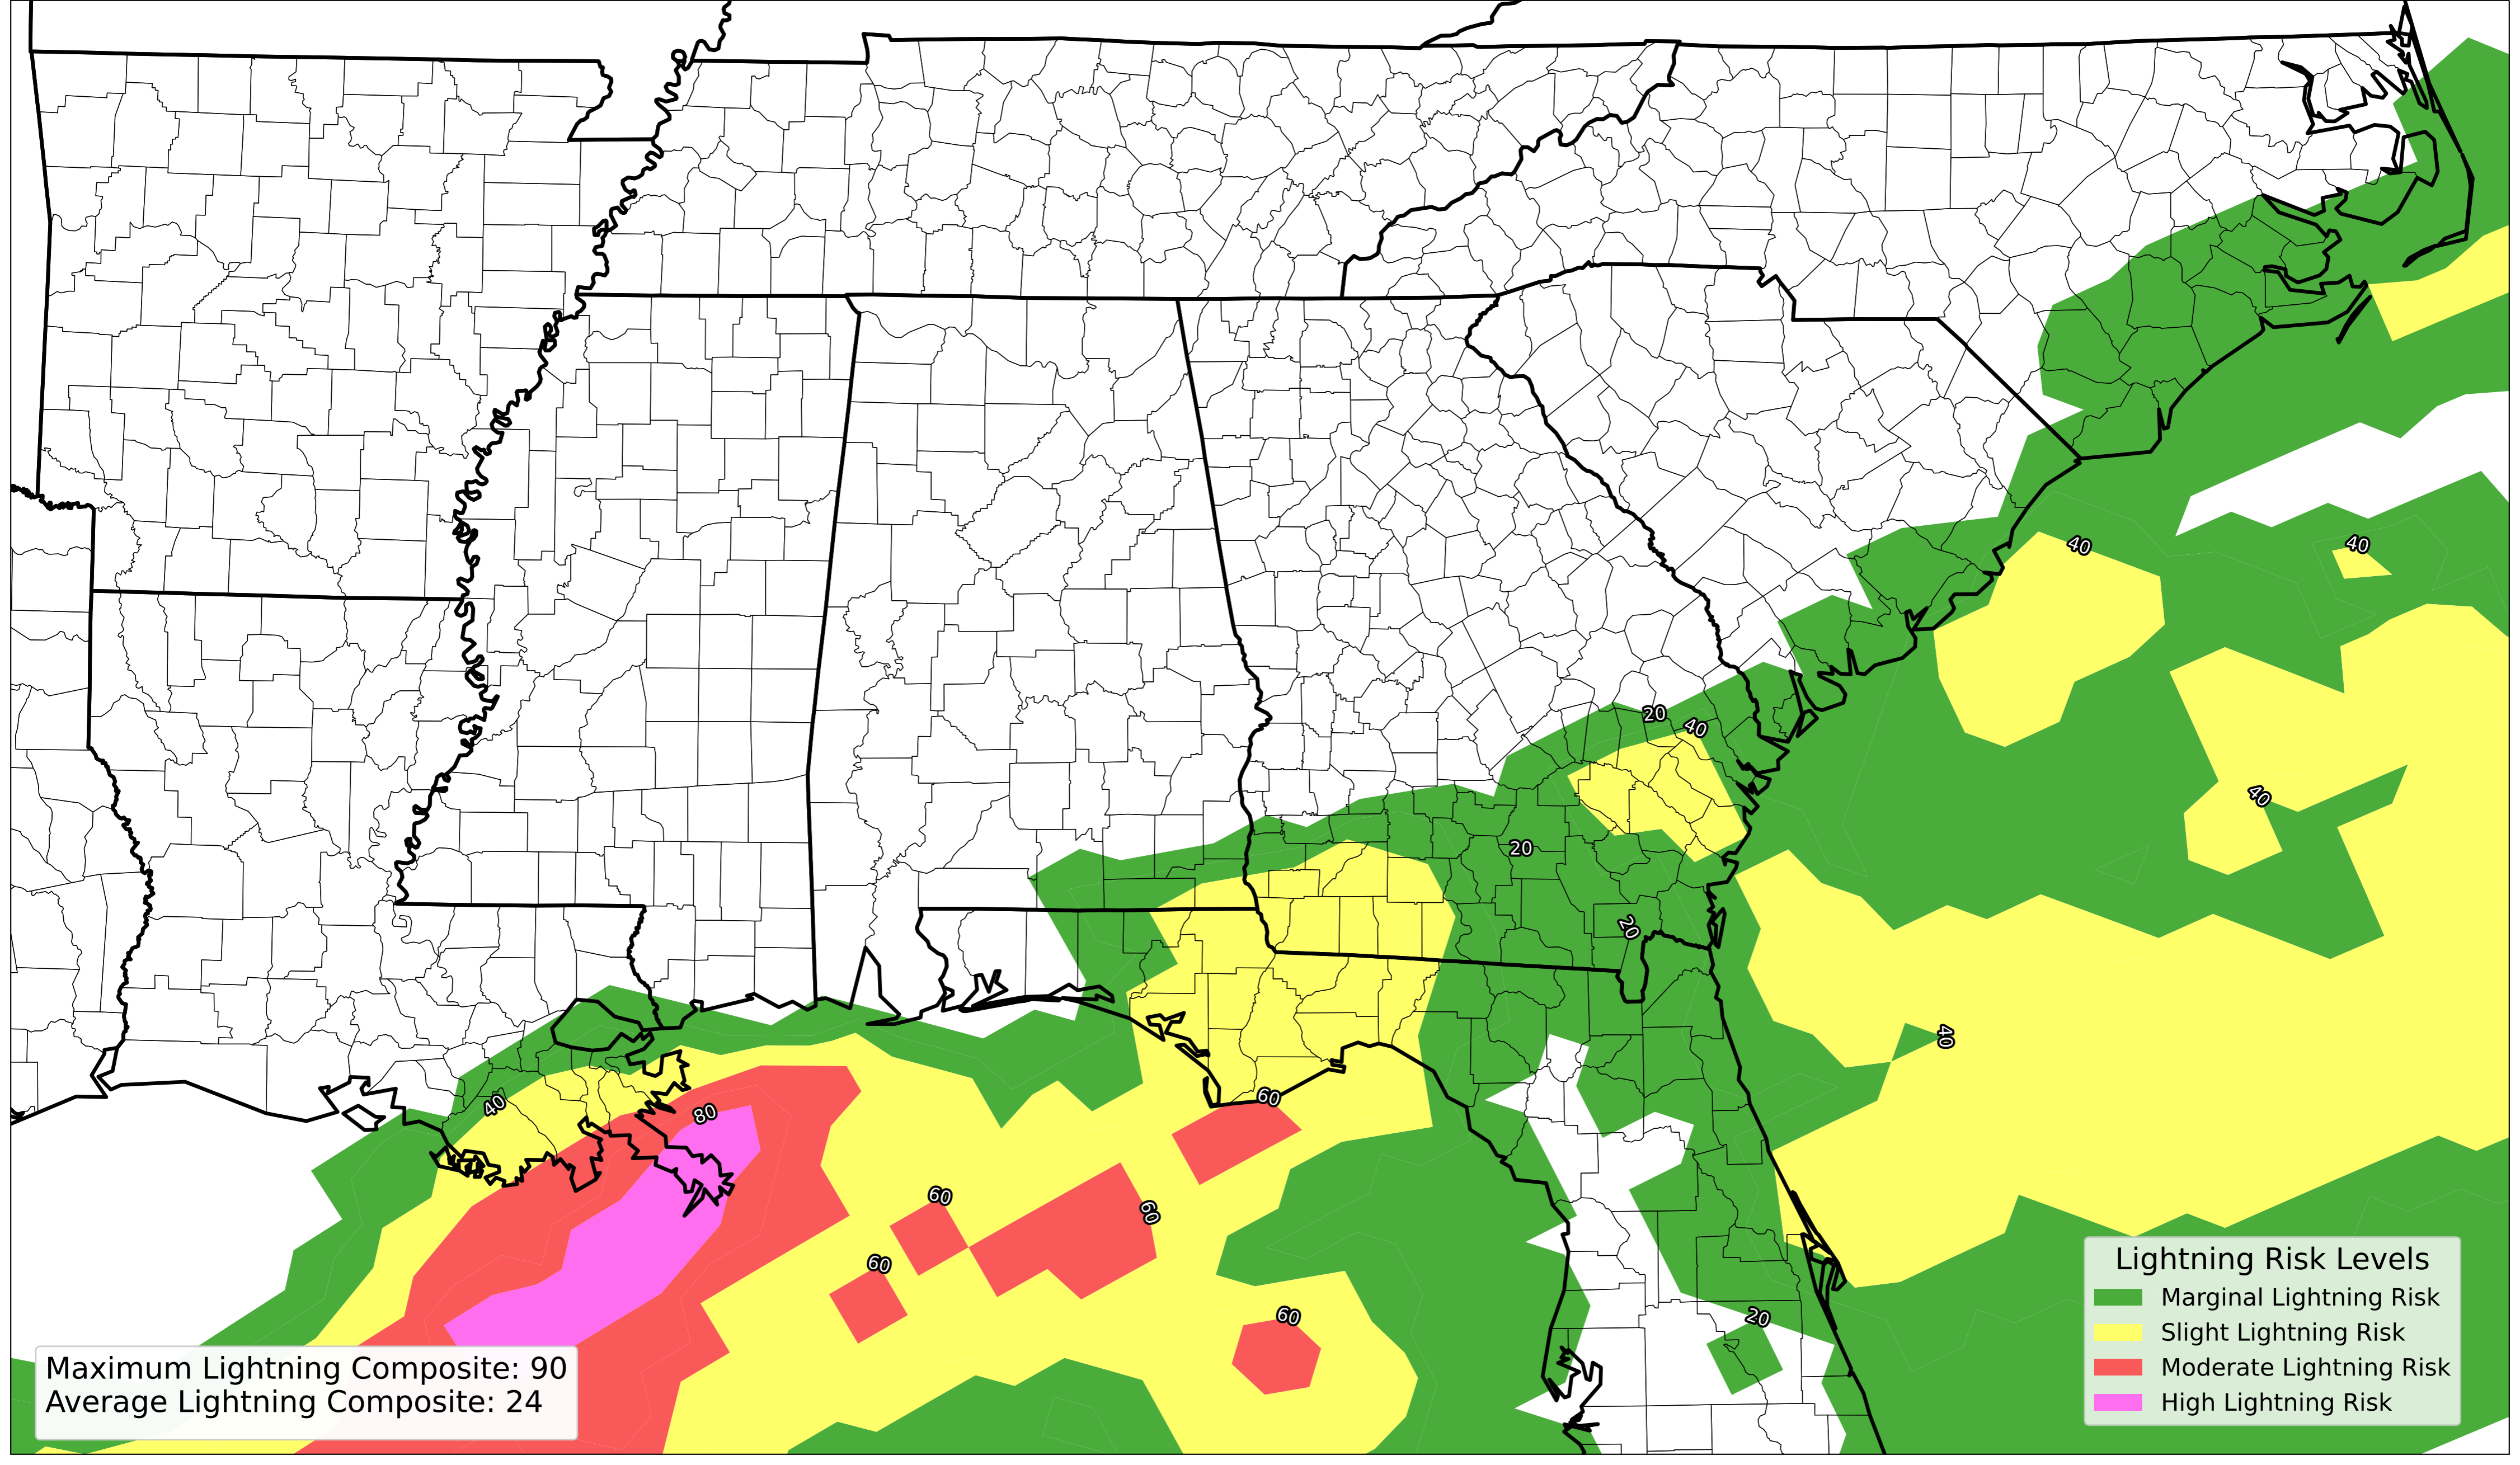 40
40
20
40
40
20
20
40
60
40
80
60
60
60
60
20
Lightning Risk Levels
Marginal Lightning Risk
Slight Lightning Risk
Moderate Lightning Risk
High Lightning Risk
Maximum Lightning Composite: 90
Average Lightning Composite: 24